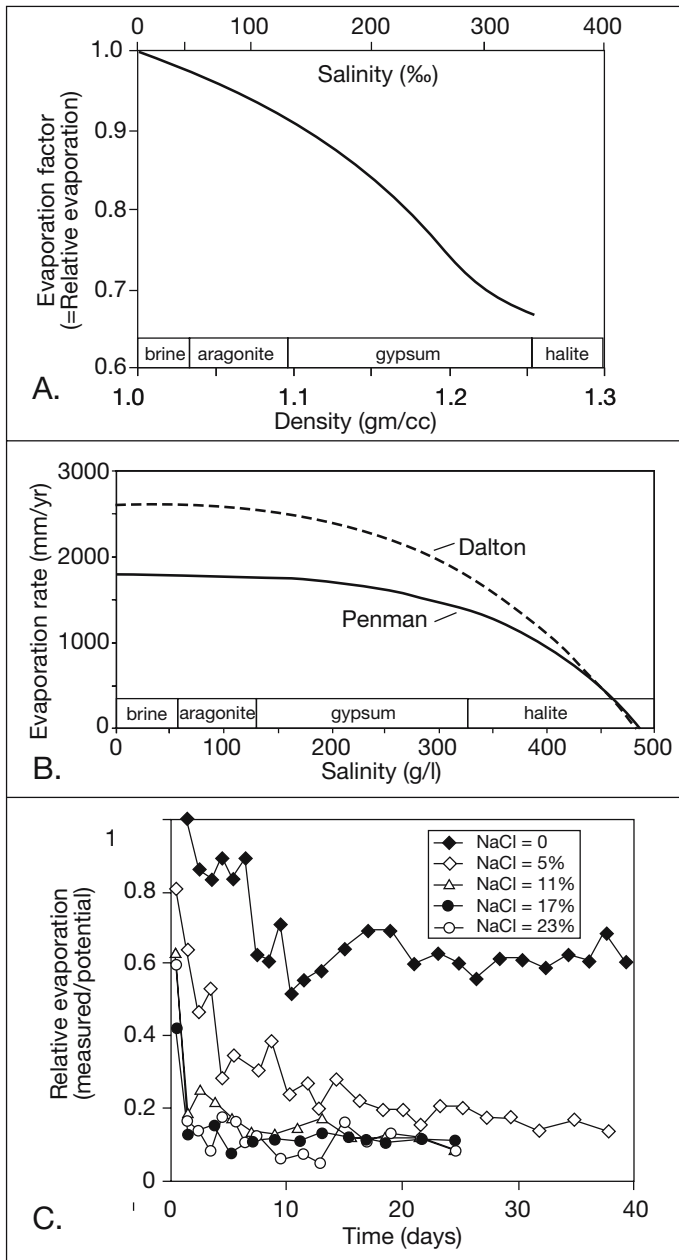 0 100 200 300 400
Salinity (‰)
1.0
0.9
0.8
0.7
0.6
Evaporation factor
(=Relative evaporation)
brine aragonite gypsum halite
1.0 1.1 1.2 1.3
Density (gm/cc)
A.
3000
2000
1000
0
Evaporation rate (mm/yr)
Dalton
Penman
brine aragonite gypsum halite
0 100 200 300 400 500
Salinity (g/l)
B.
1
0.8
0.6
0.4
0.2
0
Relative evaporation
(measured/potential)
NaCl = 0
NaCl = 5%
NaCl = 11%
NaCl = 17%
NaCl = 23%
0 10 20 30 40
Time (days)
C.